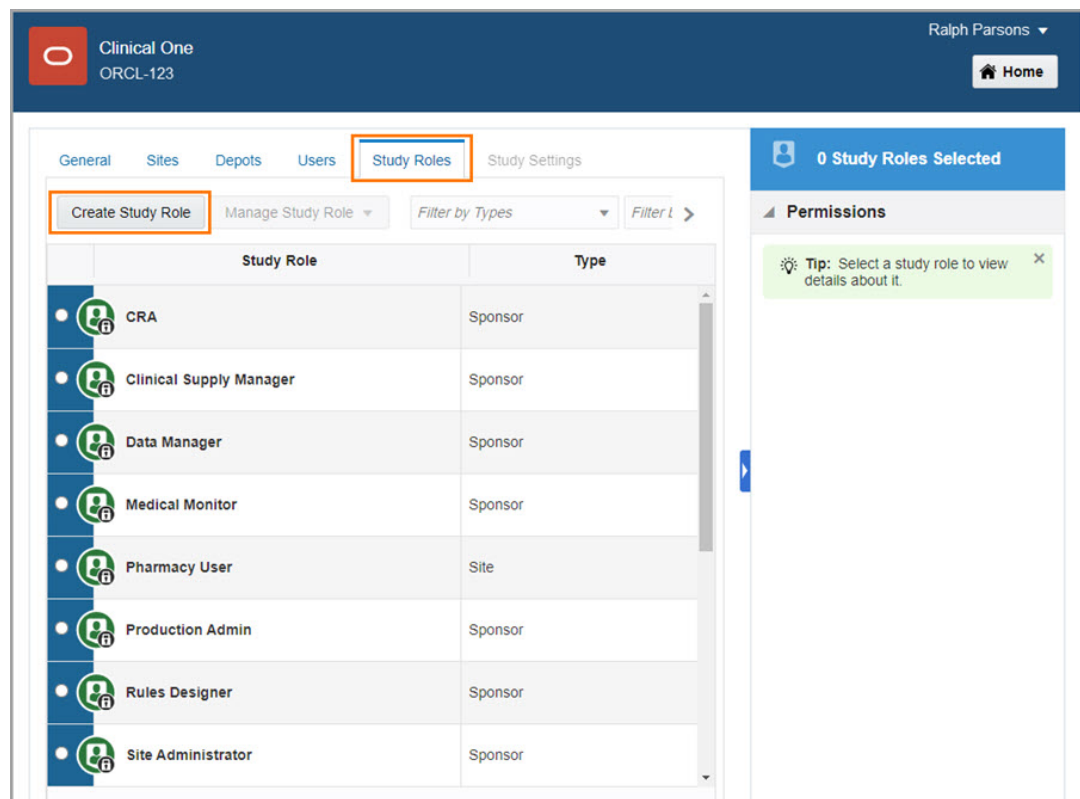 Clinical One
ORCL-123
Ralph Parsons
Home
General Sites Depots Users Study Roles Study Settings
Create Study Role Manage Study Role Filter by Types Filter
Study Role Type
CRA Sponsor
Clinical Supply Manager Sponsor
Data Manager Sponsor
Medical Monitor Sponsor
Pharmacy User Site
Production Admin Sponsor
Rules Designer Sponsor
Site Administrator Sponsor
0 Study Roles Selected
Permissions
Tip: Select a study role to view
details about it.